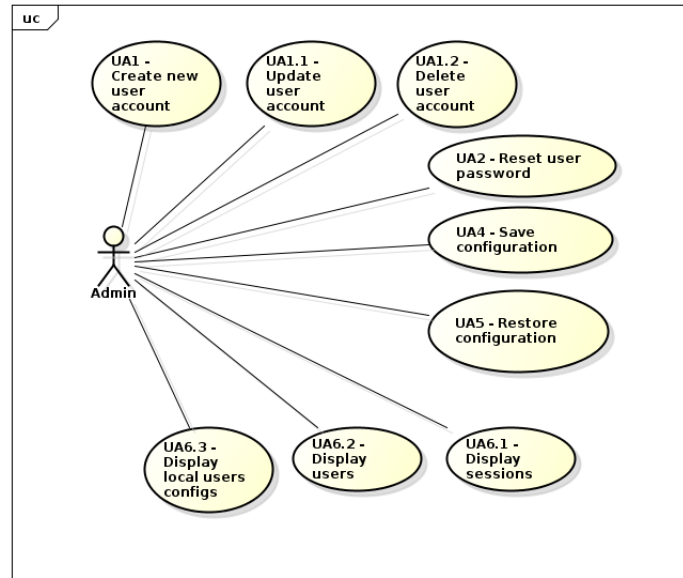 uc
UA1 -
Create new
user
account
UA1.1 -
Update
user
account
UA1.2 -
Delete
user
account
UA2 - Reset user
password
UA4 - Save
configuration
Admin
UA5 - Restore
configuration
UA6.3 -
Display
local users
configs
UA6.2 -
Display
users
UA6.1 -
Display
sessions